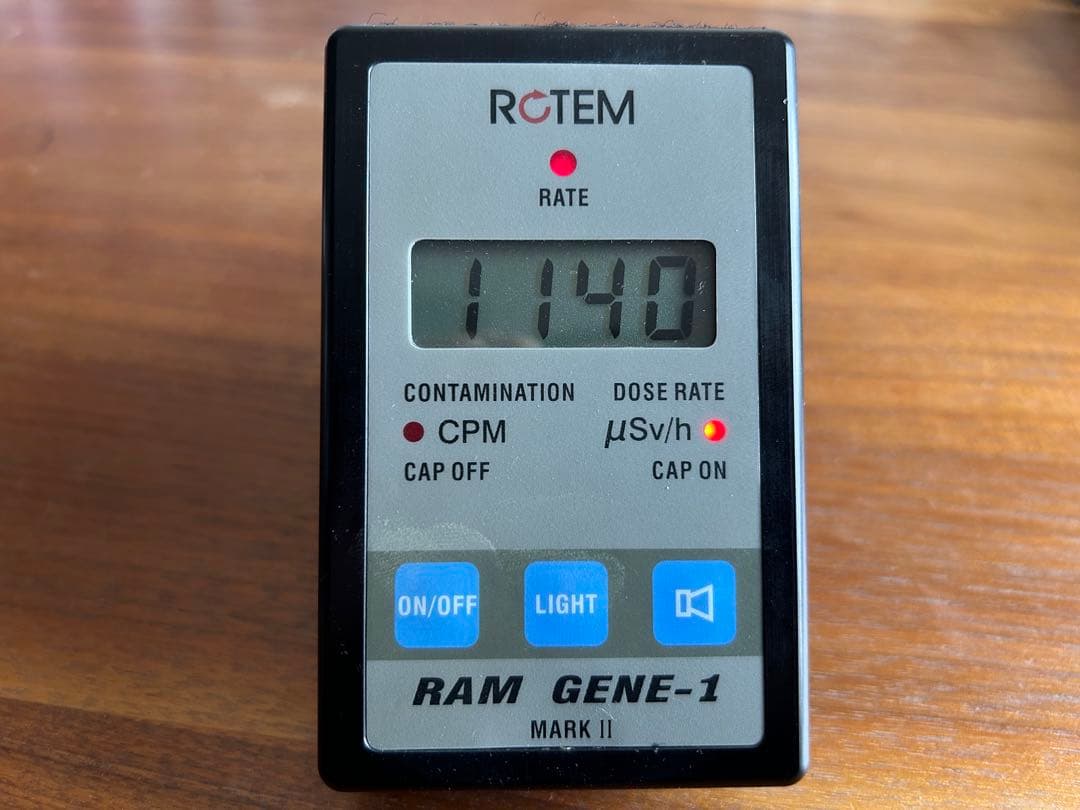 ROTEM
RATE
1140
CONTAMINATION DOSE RATE
CPM µSv/h
CAP OFF CAP ON
ON/OFF LIGHT
RAM GENE-1
MARK II